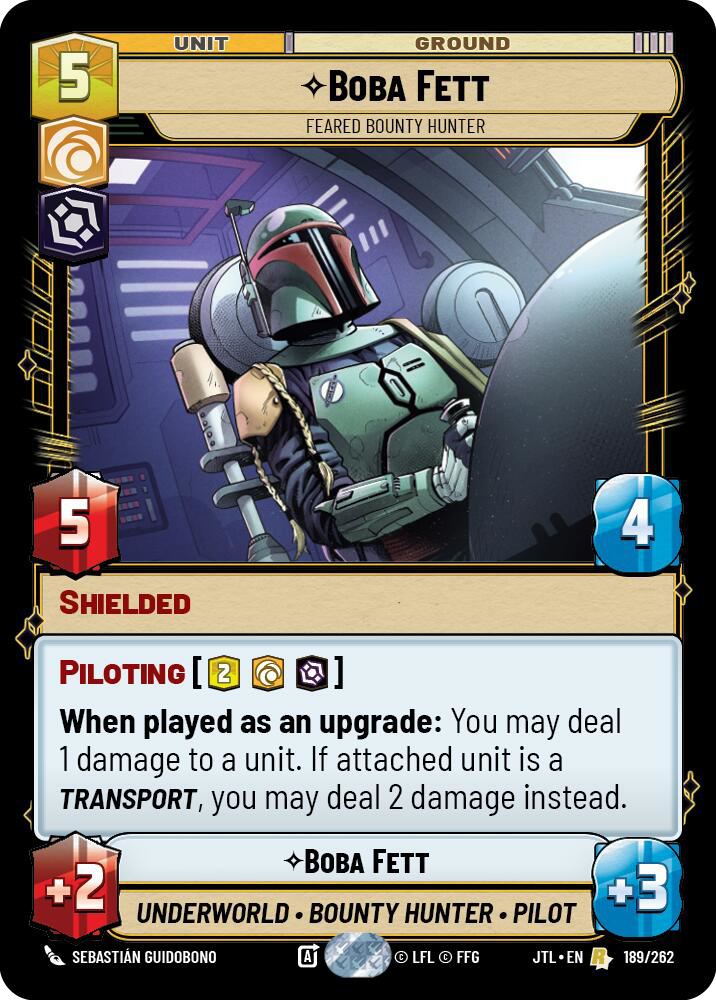 UNIT
GROUND
5
BOBA FETT
FEARED BOUNTY HUNTER
5
4
SHIELDED
PILOTING [2]
When played as an upgrade: You may deal
1 damage to a unit. If attached unit is a
TRANSPORT, you may deal 2 damage instead.
BOBA FETT
+2
+3
UNDERWORLD • BOUNTY HUNTER • PILOT
SEBASTIÁN GUIDOBONO
A
© LFL © FFG
JTL • EN
R
189/262